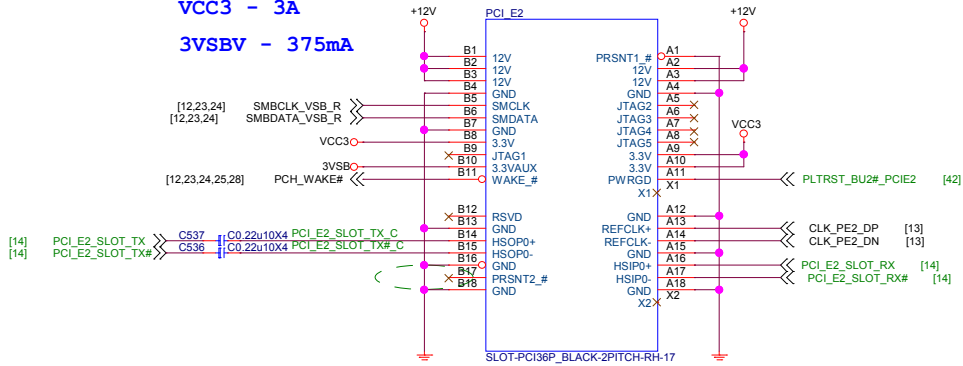 VCC3 - 3A
3VSBV - 375mA
+12V
PCI_E2
+12V
B1 12V PRSNT1_# A1
B2 12V 12V A2
B3 12V 12V A3
B4 GND GND A4
[12,23,24] SMBCLK_VSB_R B5 SMCLK JTAG2 A5
[12,23,24] SMBDATA_VSB_R B6 SMDATA JTAG3 A6
B7 GND JTAG4 A7
VCC3 B8 3.3V JTAG5 A8
VCC3
B9 JTAG1 3.3V A9
3VSB B10 3.3VAUX 3.3V A10
[12,23,24,25,28] PCH_WAKE# B11 WAKE_# PWRGD A11 PLTRST_BU2#_PCIE2 [42]
X1 X1
B12 RSVD GND A12
B13 GND REFCLK+ A13 CLK_PE2_DP [13]
[14] PCI_E2_SLOT_TX C537 C0.22u10X4 PCI_E2_SLOT_TX_C B14 HSOP0+ REFCLK- A14 CLK_PE2_DN [13]
[14] PCI_E2_SLOT_TX# C536 C0.22u10X4 PCI_E2_SLOT_TX#_C B15 HSOP0- GND A15
B16 GND HSIP0+ A16 PCI_E2_SLOT_RX [14]
B17 PRSNT2_# HSIP0- A17 PCI_E2_SLOT_RX# [14]
B18 GND GND A18
X2 X2
SLOT-PCI36P_BLACK-2PITCH-RH-17